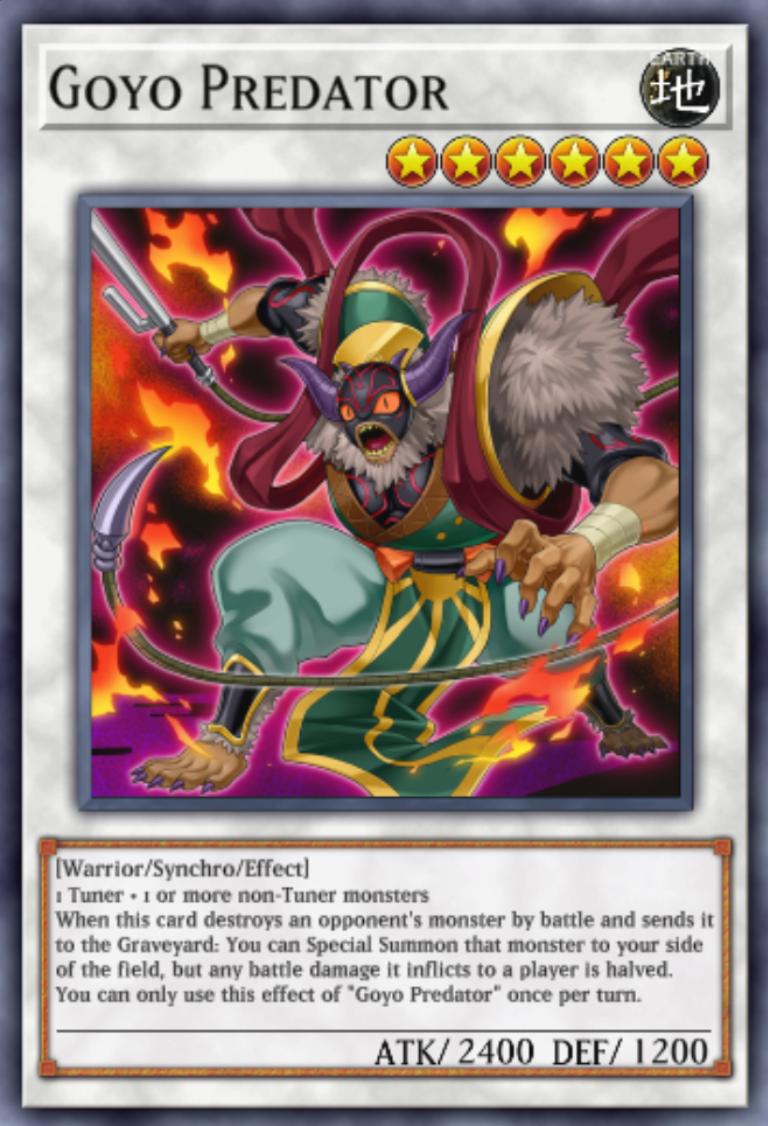 Goyo Predator
EARTH
地
[Warrior/Synchro/Effect]
1 Tuner + 1 or more non-Tuner monsters
When this card destroys an opponent's monster by battle and sends it
to the Graveyard: You can Special Summon that monster to your side
of the field, but any battle damage it inflicts to a player is halved.
You can only use this effect of "Goyo Predator" once per turn.
ATK/ 2400 DEF/ 1200